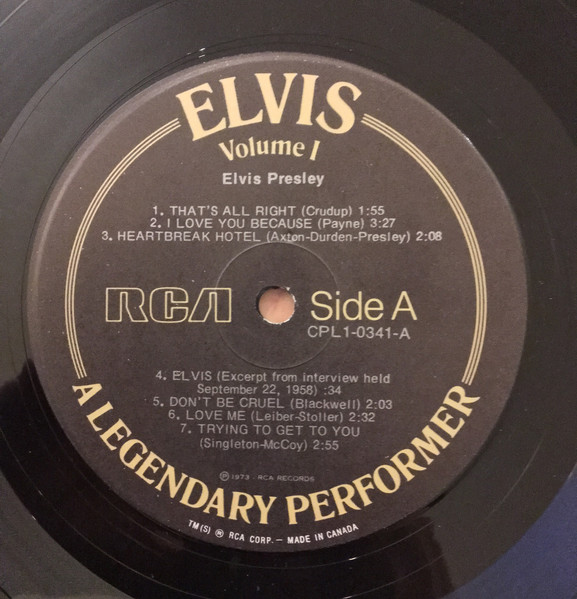 ELVIS
Volume I
Elvis Presley
1. THAT'S ALL RIGHT (Crudup) 1:55
2. I LOVE YOU BECAUSE (Payne) 3:27
3. HEARTBREAK HOTEL (Axton-Durden-Presley) 2:08
RCA
Side A
CPL1-0341-A
4. ELVIS (Excerpt from interview held
September 22, 1958) :34
5. DON'T BE CRUEL (Blackwell) 2:03
6. LOVE ME (Leiber-Stoller) 2:32
7. TRYING TO GET TO YOU
(Singleton-McCoy) 2:55
℗ 1973 - RCA RECORDS
A LEGENDARY PERFORMER
TM(S) ® RCA CORP. — MADE IN CANADA